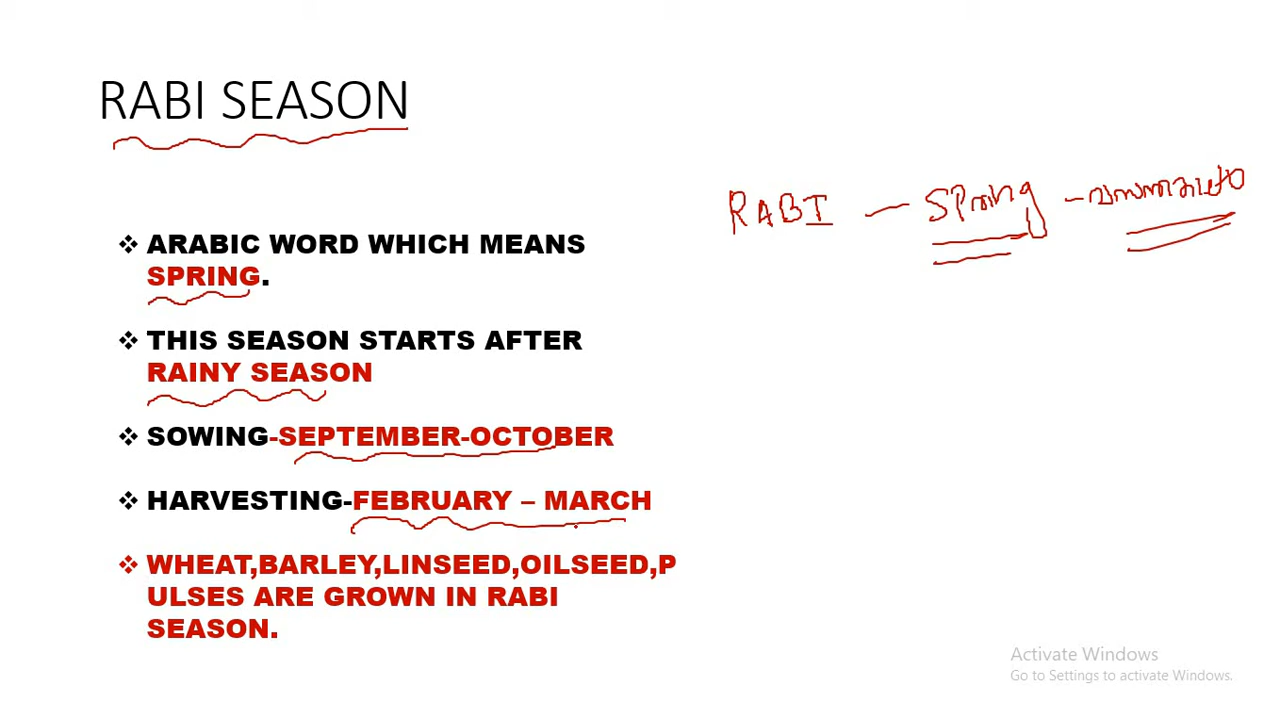 RABI SEASON
❖ ARABIC WORD WHICH MEANS
SPRING.
❖ THIS SEASON STARTS AFTER
RAINY SEASON
❖ SOWING-SEPTEMBER-OCTOBER
❖ HARVESTING-FEBRUARY – MARCH
❖ WHEAT,BARLEY,LINSEED,OILSEED,P
ULSES ARE GROWN IN RABI
SEASON.
RABI — SPring –
Activate Windows
Go to Settings to activate Windows.